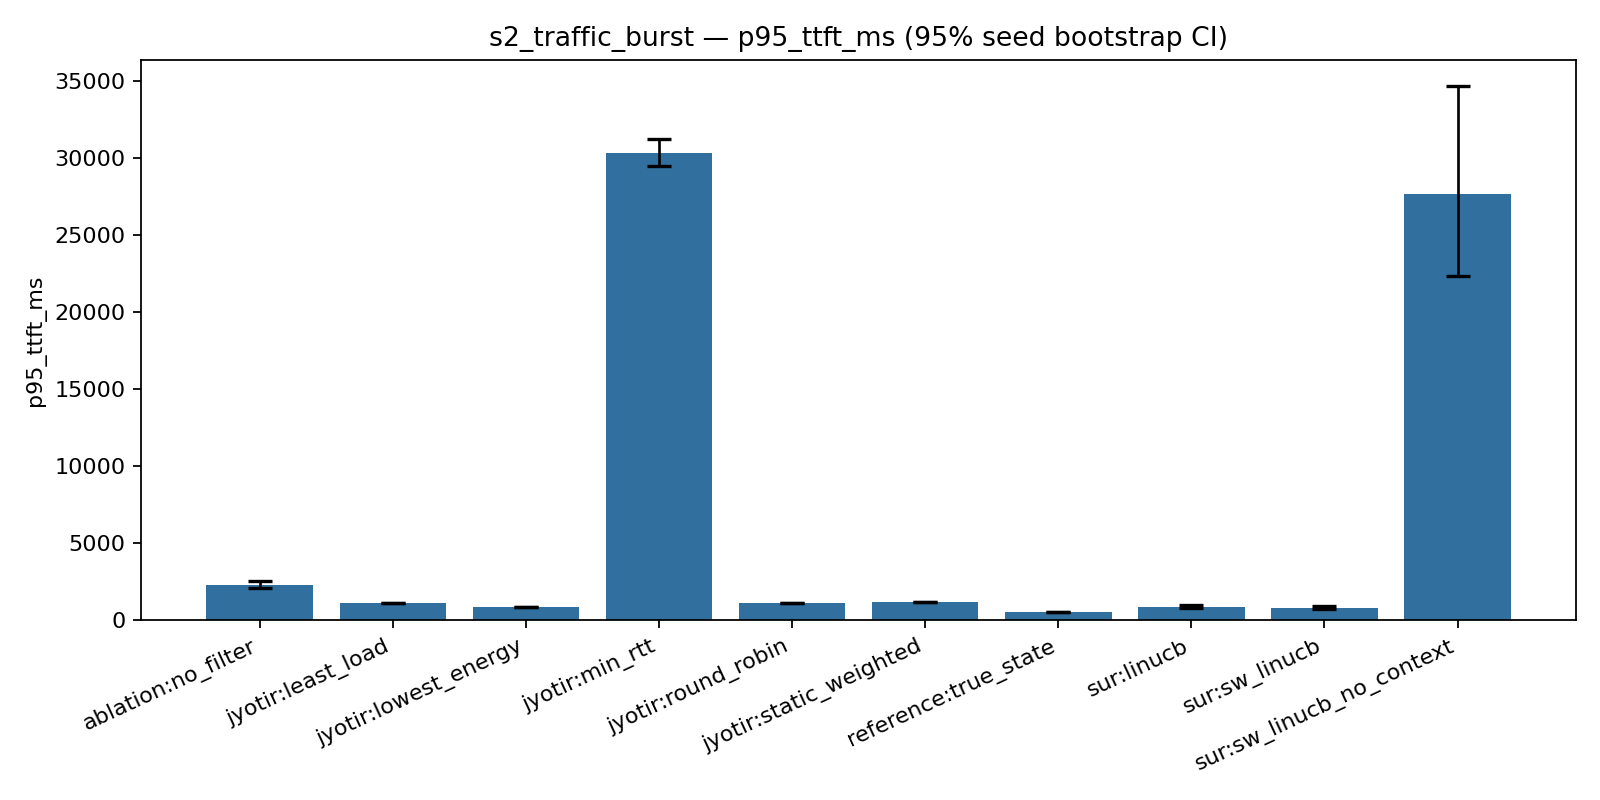 s2_traffic_burst — p95_ttft_ms (95% seed bootstrap CI)
p95_ttft_ms
35000
30000
25000
20000
15000
10000
5000
0
ablation:no_filter
jyotir:least_load
jyotir:lowest_energy
jyotir:min_rtt
jyotir:round_robin
jyotir:static_weighted
reference:true_state
sur:linucb
sur:sw_linucb
sur:sw_linucb_no_context